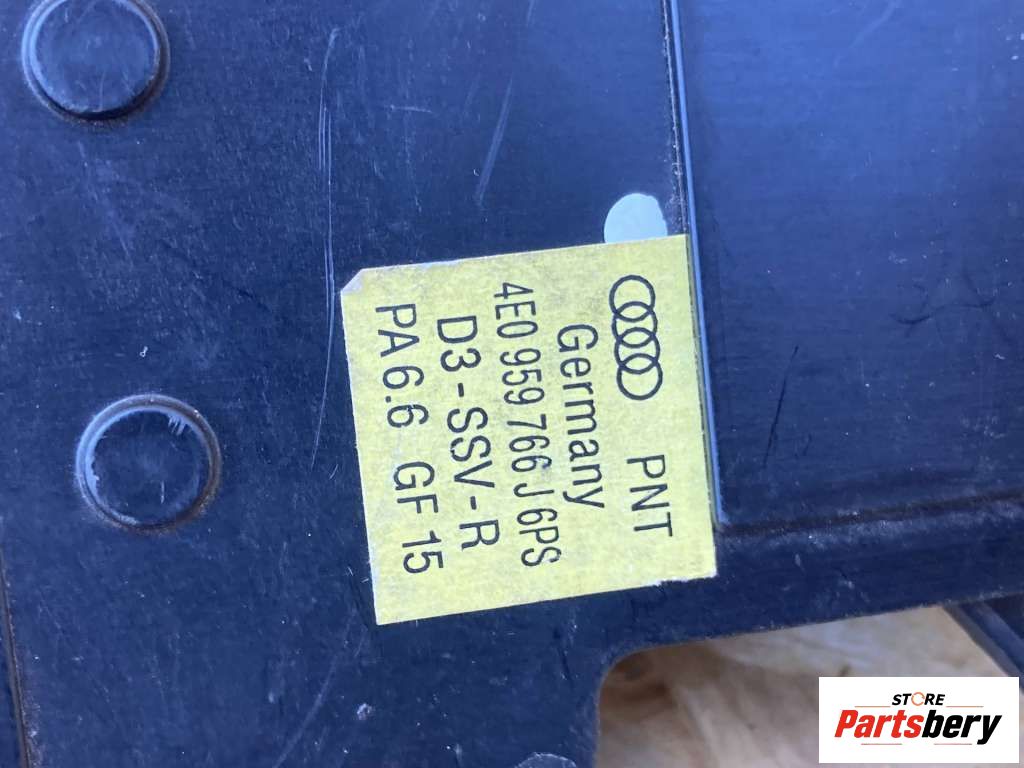 PNT
Germany
4E0 959 766 J 6PS
D3-SSV-R
PA 6.6 GF 15
STORE
Partsbery